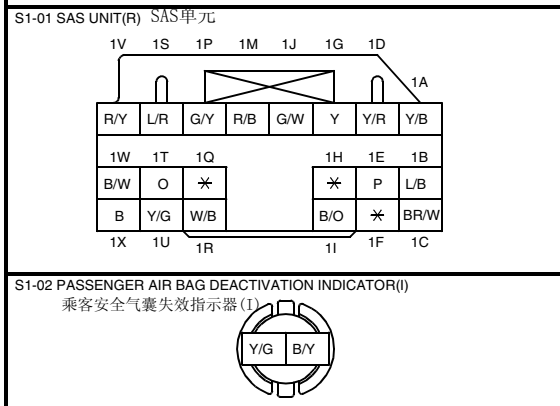 S1-01 SAS UNIT(R) SAS单元
1V 1S 1P 1M 1J 1G 1D
1A
R/Y L/R G/Y R/B G/W Y Y/R Y/B
1W 1T 1Q 1H 1E 1B
B/W O * * P L/B
B Y/G W/B B/O * BR/W
1X 1U 1R 1I 1F 1C
S1-02 PASSENGER AIR BAG DEACTIVATION INDICATOR(I)
乘客安全气囊失效指示器(I)
Y/G B/Y